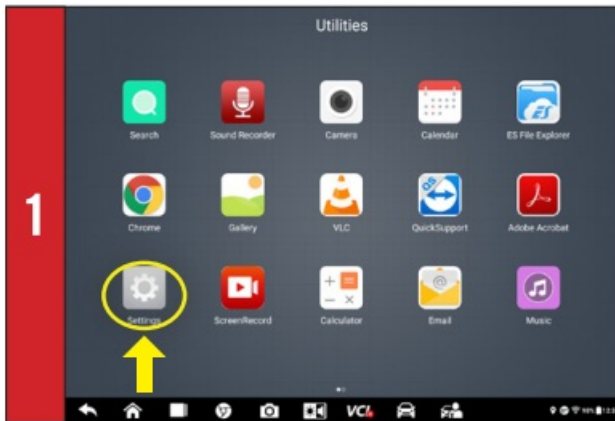 Utilities
1
Search
Sound Recorder
Camera
Calendar
ES File Explorer
Chrome
Gallery
VLC
QuickSupport
Adobe Acrobat
Settings
ScreenRecord
Calculator
Email
Music
VCI